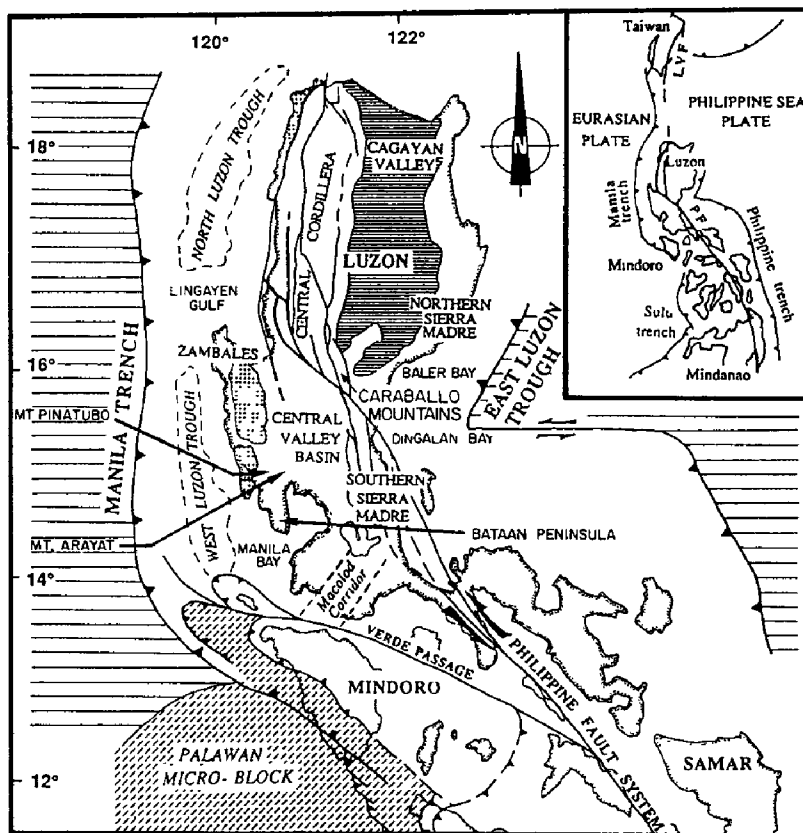 120°
122°
18°
16°
14°
12°
NORTH LUZON TROUGH
CORDILLERA
CENTRAL
CAGAYAN
VALLEY
LUZON
N
LINGAYEN
GULF
NORTHERN
SIERRA
MADRE
ZAMBALES
BALER BAY
EAST LUZON
TROUGH
MANILA TRENCH
MT PINATUBO
WEST LUZON TROUGH
CENTRAL
VALLEY
BASIN
CARABALLO
MOUNTAINS
DINGALAN BAY
SOUTHERN
SIERRA
MADRE
MT. ARAYAT
BATAAN PENINSULA
MANILA
BAY
Macolod
Corridor
VERDE PASSAGE
MINDORO
PHILIPPINE FAULT SYSTEM
PALAWAN
MICRO-BLOCK
SAMAR
Taiwan
LVF
PHILIPPINE SEA
PLATE
EURASIAN
PLATE
Luzon
Manila
trench
P.F.
Philippine
trench
Mindoro
Sulu
trench
Mindanao